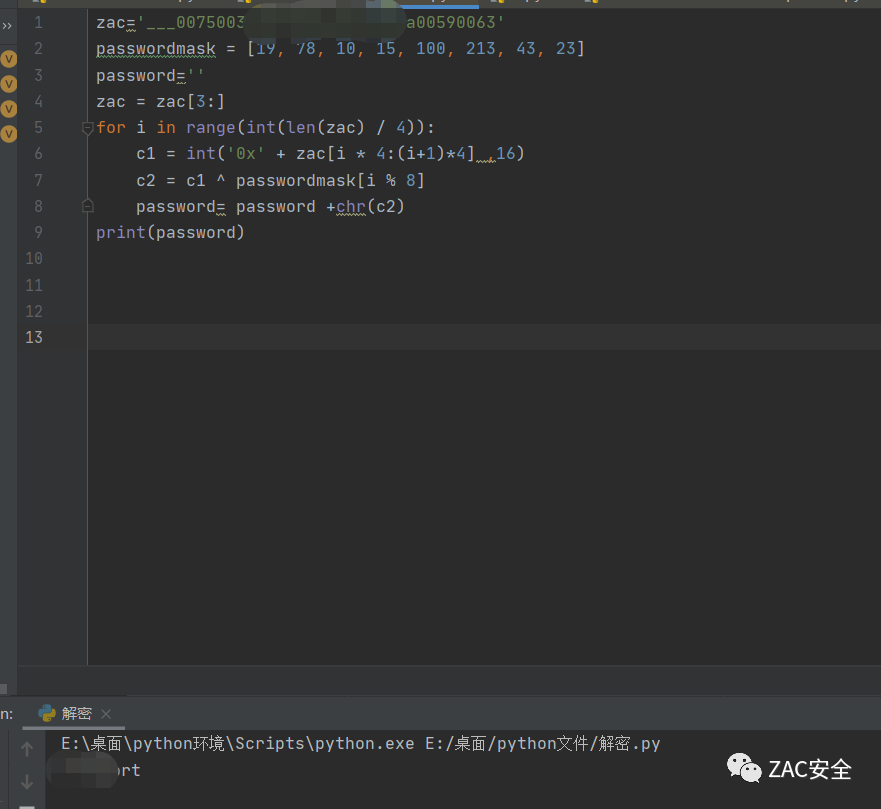 1 zac='___0075003 a00590063'
2 passwordmask = [19, 78, 10, 15, 100, 213, 43, 23]
3 password=''
4 zac = zac[3:]
5 for i in range(int(len(zac) / 4)):
6 c1 = int('0x' + zac[i * 4:(i+1)*4] ,16)
7 c2 = c1 ^ passwordmask[i % 8]
8 password= password +chr(c2)
9 print(password)
10
11
12
13
n: 解密
E:\桌面\python环境\Scripts\python.exe E:/桌面/python文件/解密.py
ort
ZAC安全